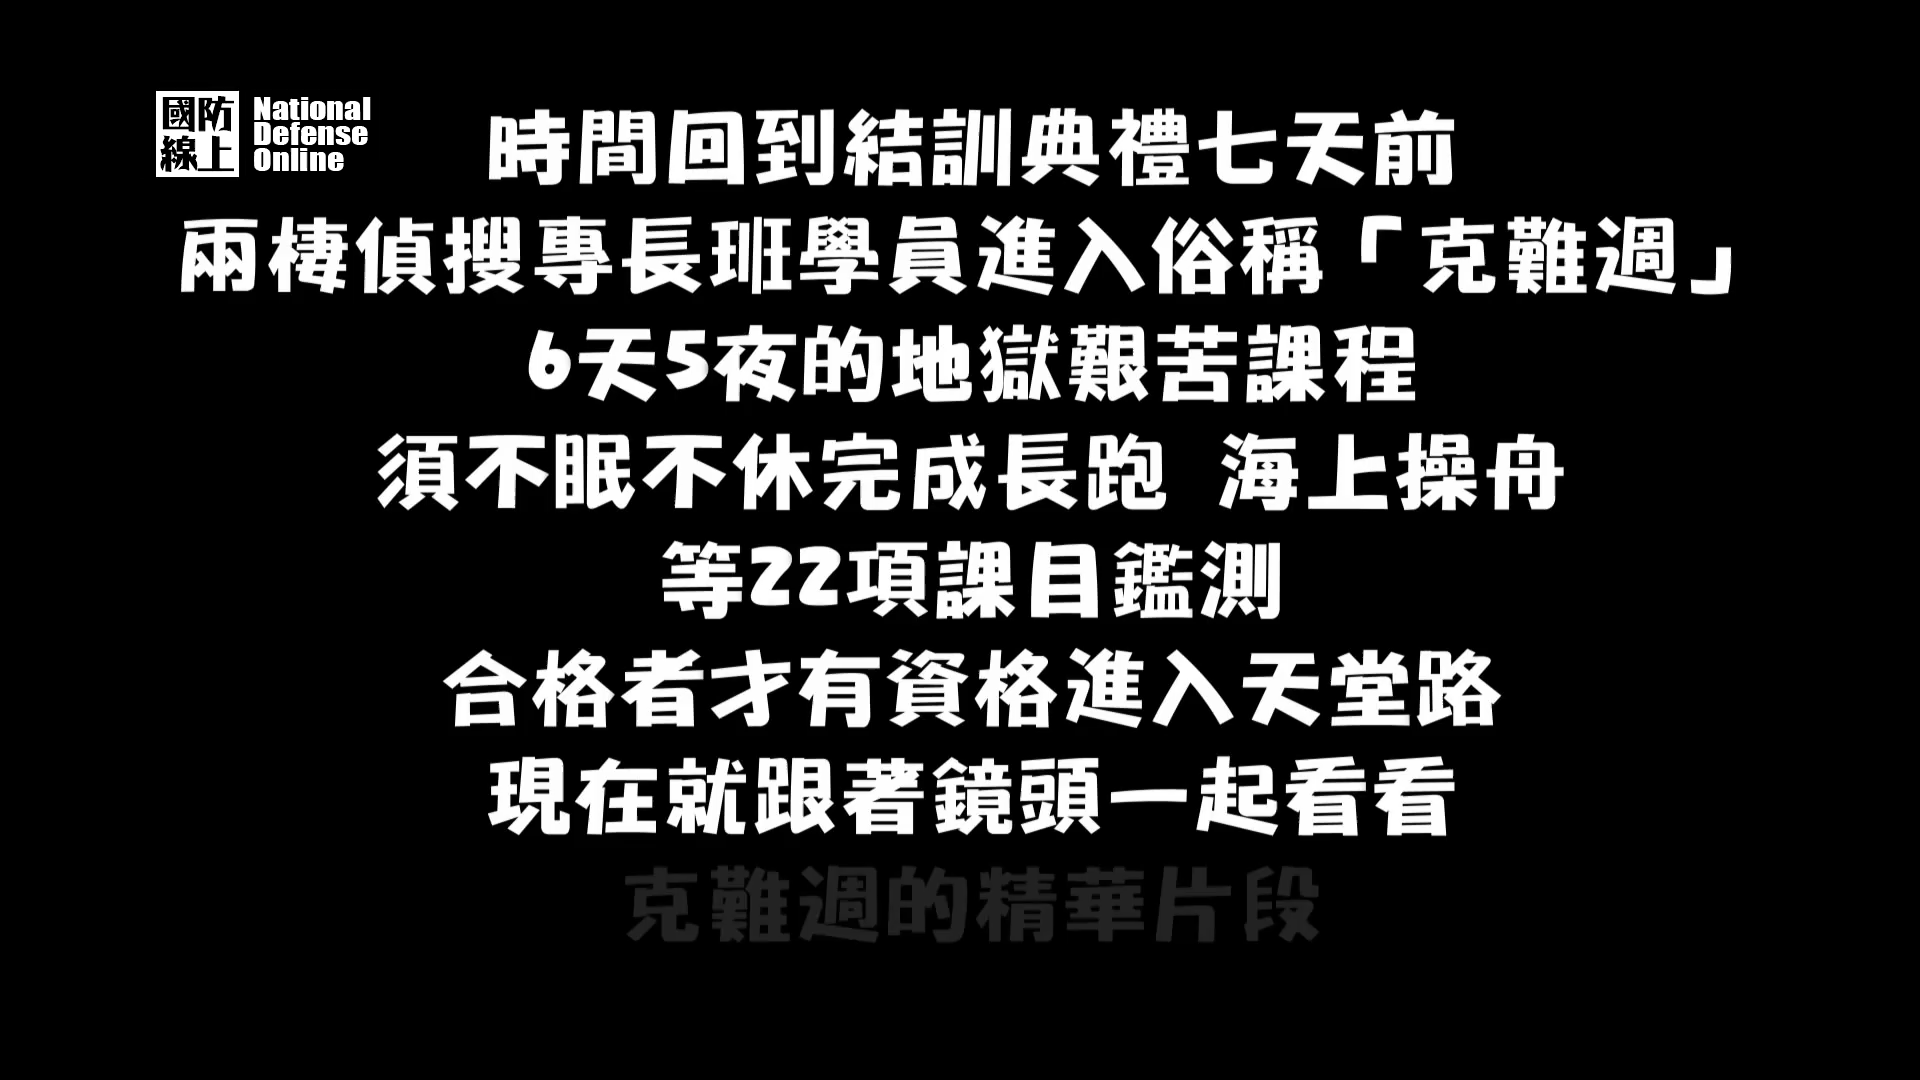 國防
線上
National
Defense
Online
時間回到結訓典禮七天前
兩棲偵搜專長班學員進入俗稱「克難週」
6天5夜的地獄艱苦課程
須不眠不休完成長跑 海上操舟
等22項課目鑑測
合格者才有資格進入天堂路
現在就跟著鏡頭一起看看
克難週的精華片段